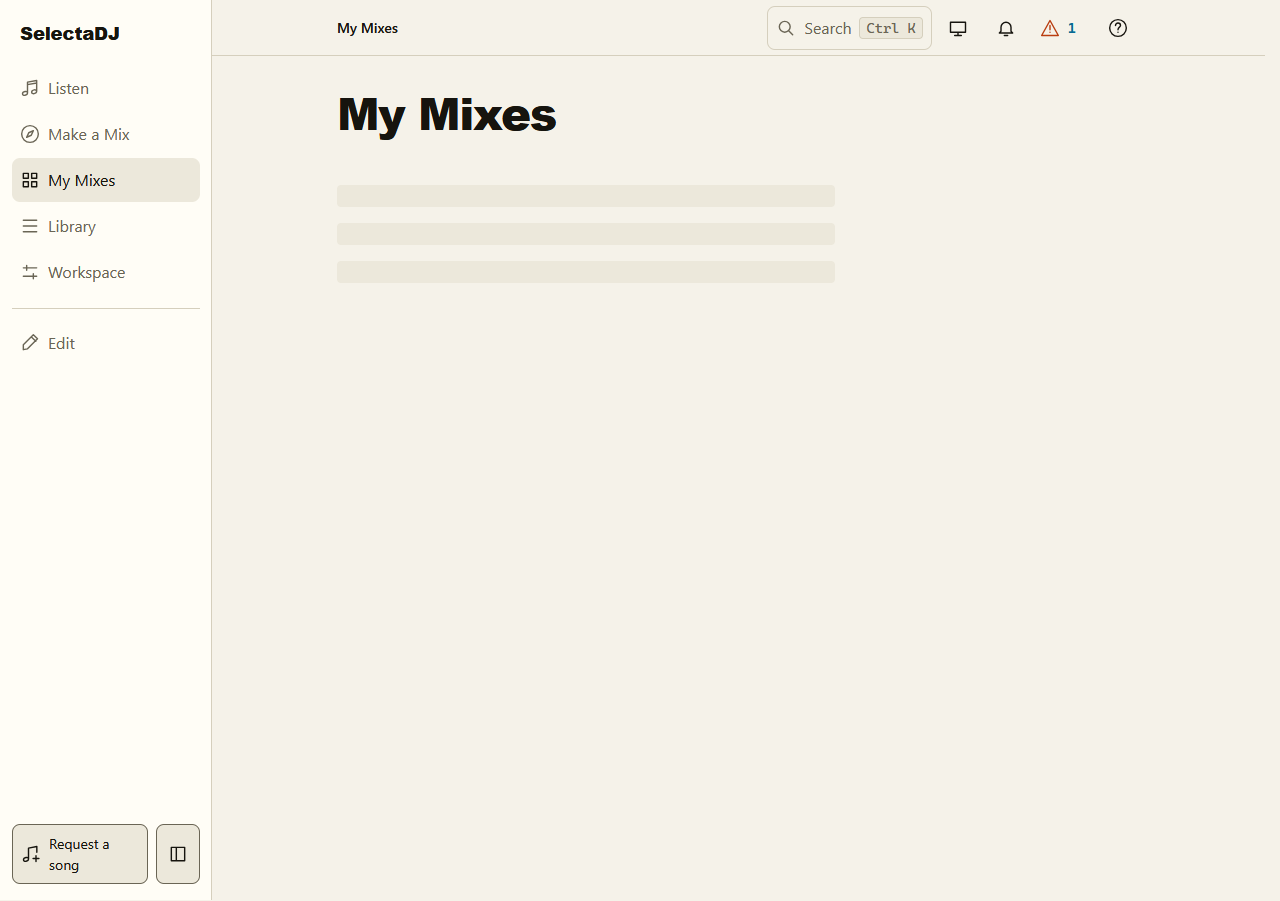 SelectaDJ
Listen
Make a Mix
My Mixes
Library
Workspace
Edit
Request a
song
My Mixes
Search Ctrl K
1
My Mixes